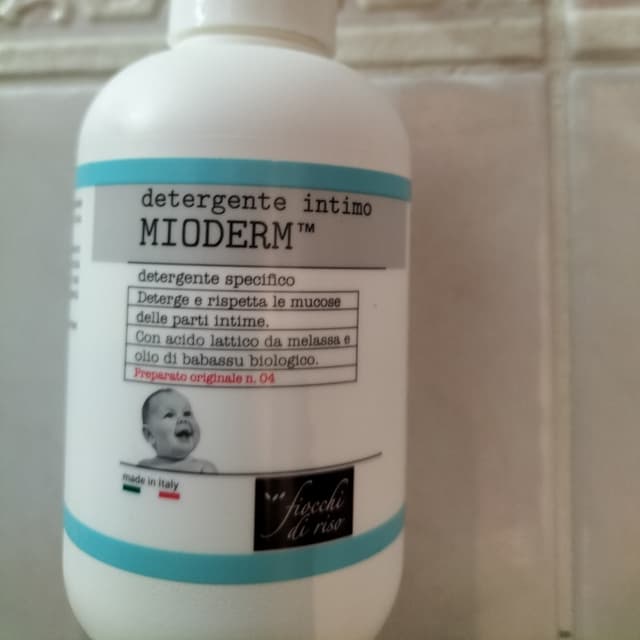 detergente intimo
MIODERM™
detergente specifico
Deterge e rispetta le mucose
delle parti intime.
Con acido lattico da melassa e
olio di babassu biologico.
Preparato originale n. 04
made in italy
fiocchi
di riso